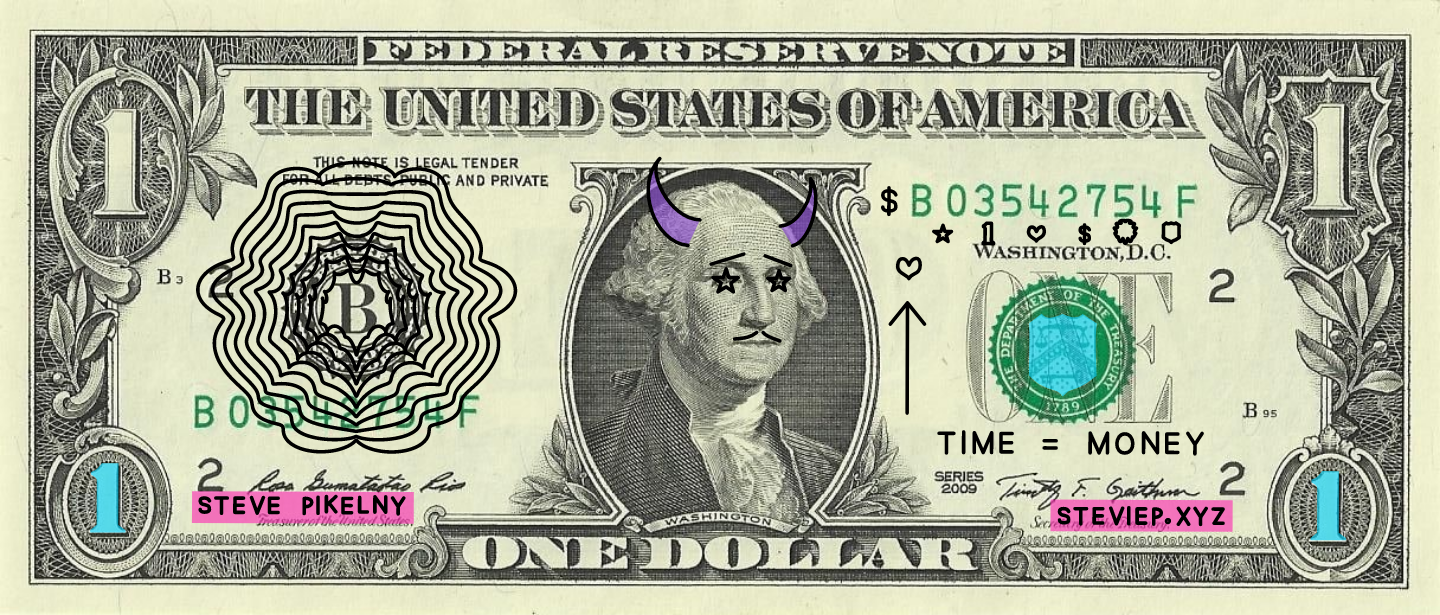 FEDERAL RESERVE NOTE
THE UNITED STATES OF AMERICA
THIS NOTE IS LEGAL TENDER
FOR ALL DEBTS, PUBLIC AND PRIVATE
$ B 03542754 F
1 $
WASHINGTON, D.C.
B 3
2
B
ONE
2
THE DEPARTMENT OF THE TREASURY
1789
B 03542754 F
B 95
TIME = MONEY
2
Rosa Gumataotao Rios
SERIES
2009
Timothy F. Geithner
2
STEVE PIKELNY
STEVIEP.XYZ
Treasurer of the United States.
Secretary of the Treasury.
WASHINGTON
ONE DOLLAR
1
1
1
1